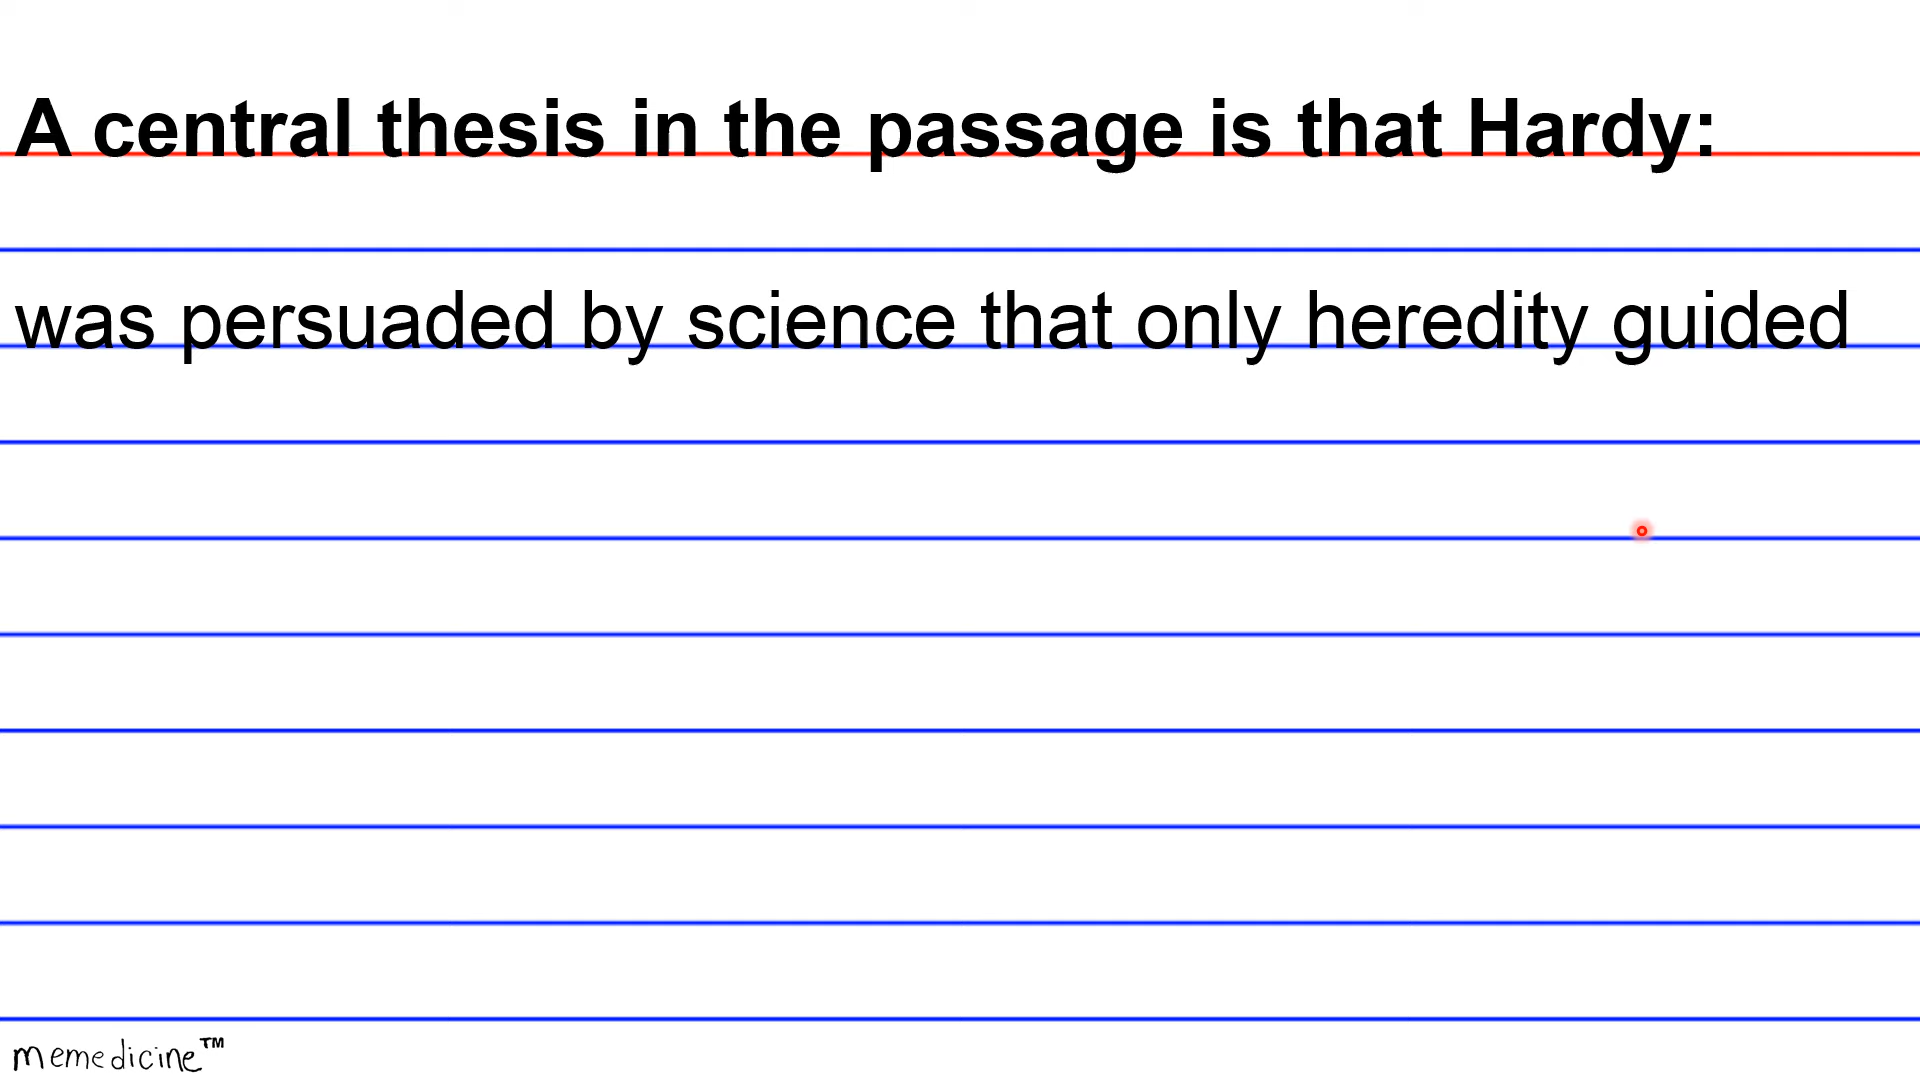 A central thesis in the passage is that Hardy:
was persuaded by science that only heredity guided
memedicine™